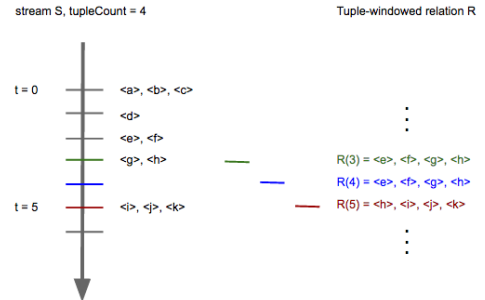 stream S, tupleCount = 4
Tuple-windowed relation R
t = 0
<a>, <b>, <c>
<d>
<e>, <f>
<g>, <h>
R(3) = <e>, <f>, <g>, <h>
R(4) = <e>, <f>, <g>, <h>
t = 5
<i>, <j>, <k>
R(5) = <h>, <i>, <j>, <k>